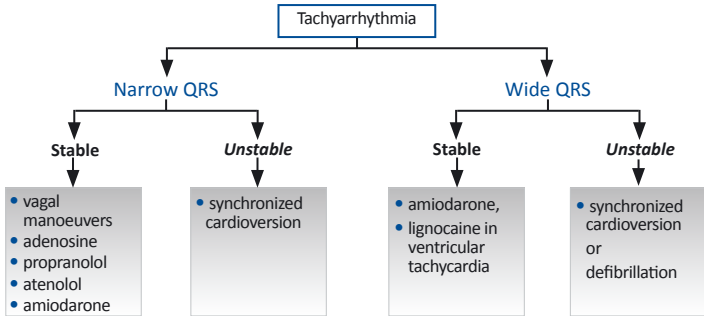 Tachyarrhythmia
Narrow QRS
Wide QRS
Stable
Unstable
Stable
Unstable
• vagal
manoeuvers
• adenosine
• propranolol
• atenolol
• amiodarone
• synchronized
cardioversion
• amiodarone,
• lignocaine in
ventricular
tachycardia
• synchronized
cardioversion
or
defibrillation